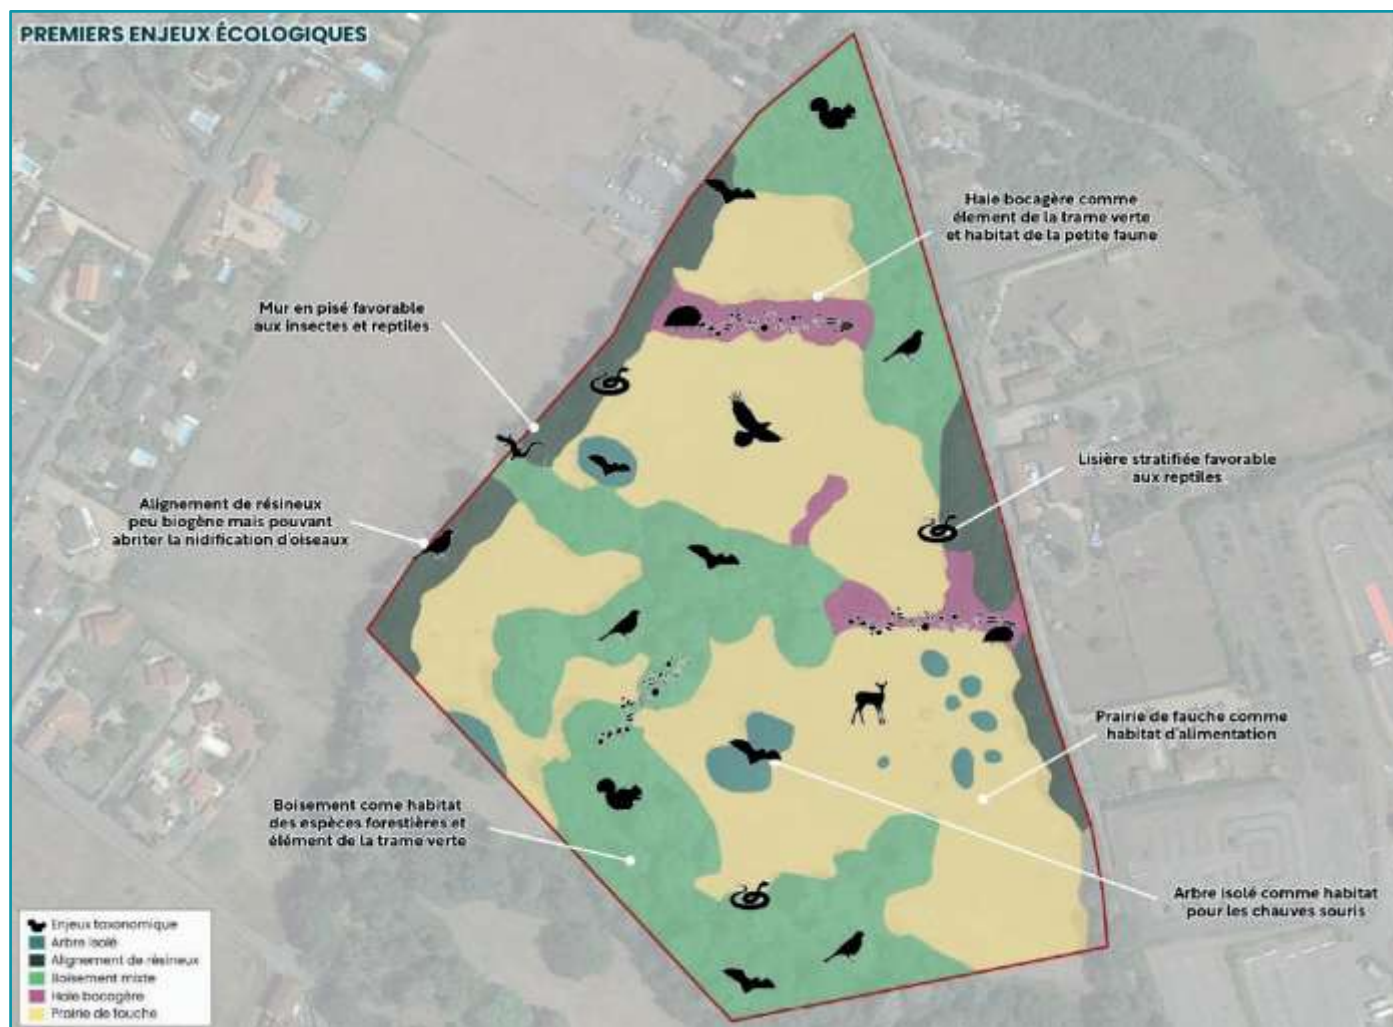 PREMIERS ENJEUX ÉCOLOGIQUES
Haie bocagère comme
élement de la trame verte
et habitat de la petite faune
Mur en pisé favorable
aux insectes et reptiles
Lisière stratifiée favorable
aux reptiles
Alignement de résineux
peu biogène mais pouvant
abriter la nidification d'oiseaux
Prairie de fauche comme
habitat d'alimentation
Boisement come habitat
des espèces forestières et
élément de la trame verte
Arbre isolé comme habitat
pour les chauves souris
Enjeux taxonomique
Arbre isolé
Alignement de résineux
Boisement mixte
Haie bocagère
Prairie de fauche